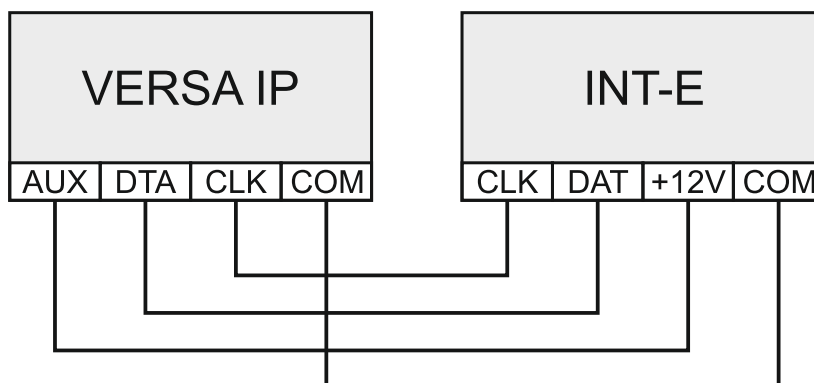 VERSA IP
INT-E
AUX DTA CLK COM
CLK DAT +12V COM